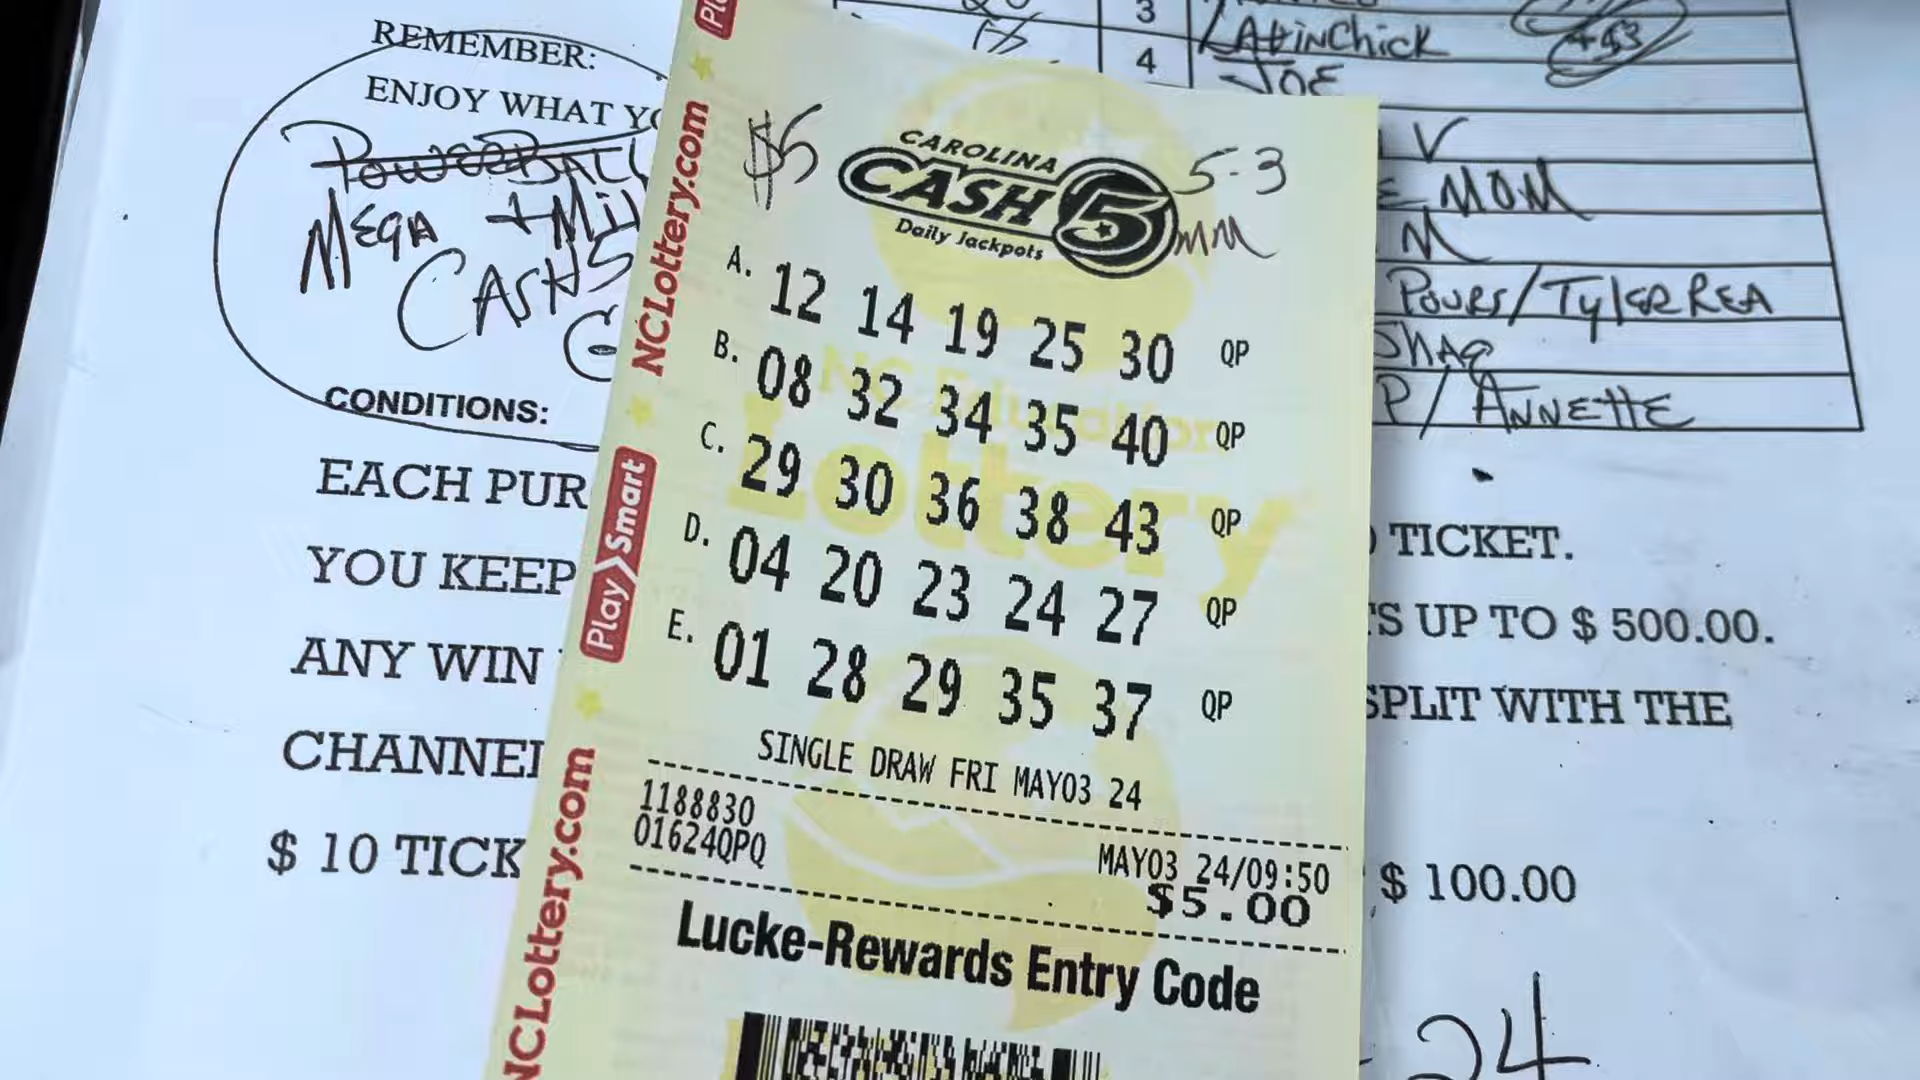 REMEMBER:
ENJOY WHAT
POWERBALL
MEGA + Mil
CASH5
CONDITIONS:
EACH PUR
YOU KEEP
ANY WIN
CHANNEL
$ 10 TICK
NCLottery.com
Play Smart
NCLottery.com
$5
CAROLINA
CASH 5
Daily Jackpots
5-3
MM
A. 12 14 19 25 30 QP
B. 08 32 34 35 40 QP
C. 29 30 36 38 43 QP
D. 04 20 23 24 27 QP
E. 01 28 29 35 37 QP
SINGLE DRAW FRI MAY03 24
1188830
01624QPQ
MAY03 24/09:50
$5.00
Lucke-Rewards Entry Code
NC Education
Lottery
3
4
JOE
V
E MOM
M
POURS/TylerREA
SHAQ
P/ ANNETTE
TICKET.
'S UP TO $ 500.00.
SPLIT WITH THE
$ 100.00
24